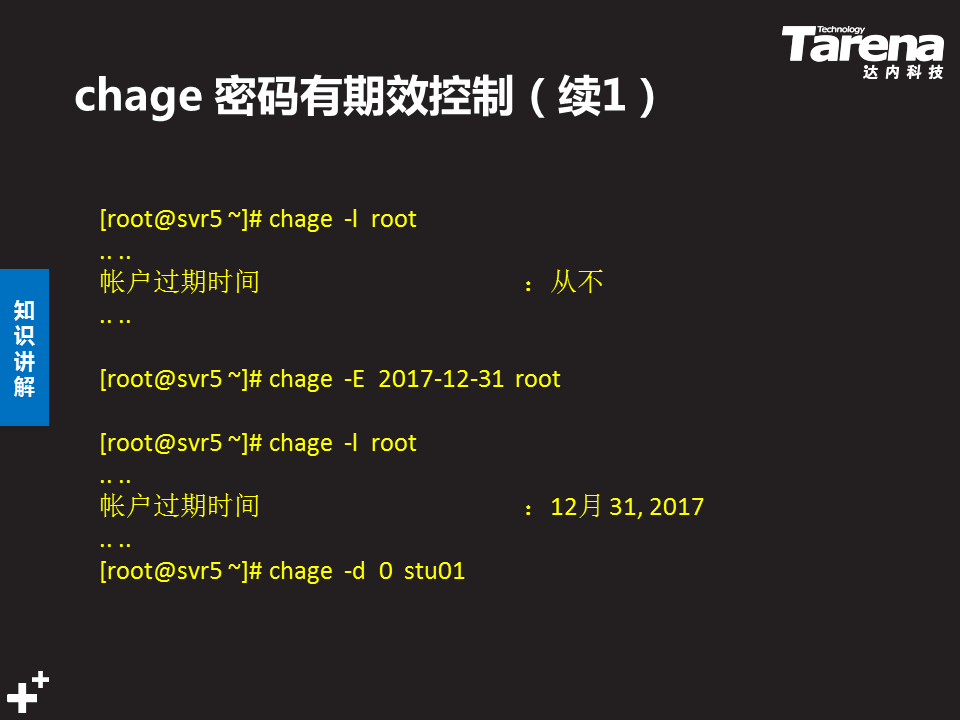 Technology
Tarena
达内科技
chage 密码有期效控制（续1）
[root@svr5 ~]# chage -l root
.. ..
帐户过期时间 ：从不
.. ..
[root@svr5 ~]# chage -E 2017-12-31 root
[root@svr5 ~]# chage -l root
.. ..
帐户过期时间 ：12月 31, 2017
.. ..
[root@svr5 ~]# chage -d 0 stu01
知识讲解